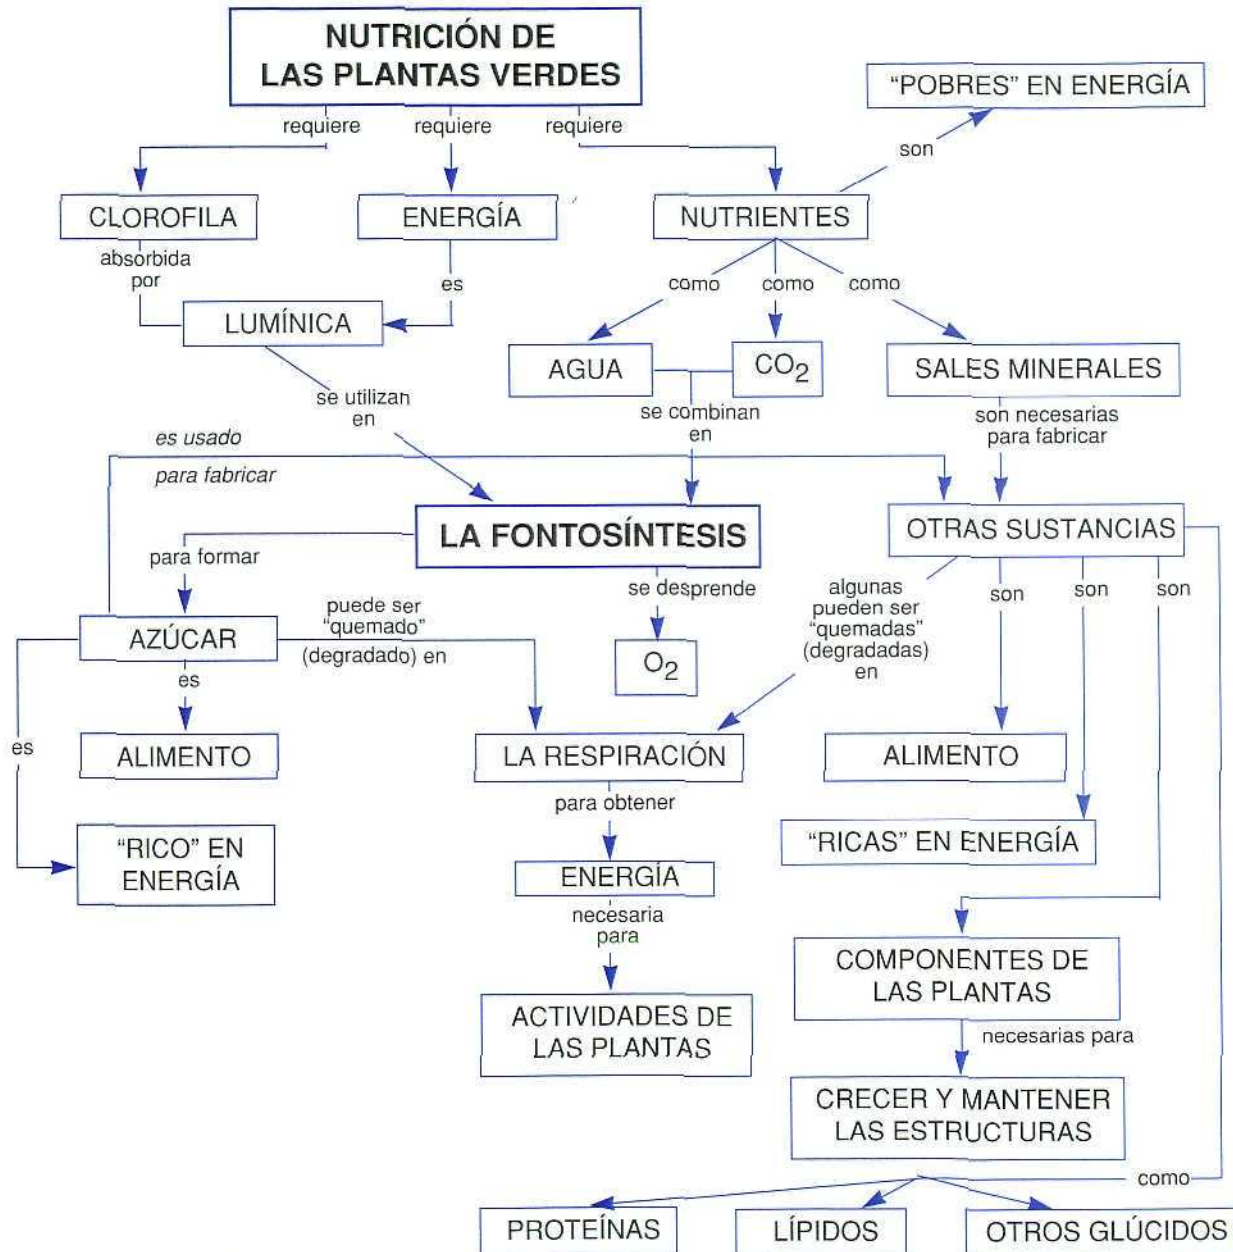 NUTRICIÓN DE
LAS PLANTAS VERDES
"POBRES" EN ENERGÍA
requiere
requiere
requiere
son
CLOROFILA
ENERGÍA
NUTRIENTES
absorbida
por
es
como
como
como
LUMÍNICA
AGUA
CO₂
SALES MINERALES
se utilizan
en
se combinan
en
son necesarias
para fabricar
es usado
para fabricar
LA FONTOSÍNTESIS
OTRAS SUSTANCIAS
para formar
se desprende
algunas
pueden ser
"quemadas"
(degradadas)
en
son
son
son
puede ser
"quemado"
(degradado) en
AZÚCAR
O₂
es
es
ALIMENTO
LA RESPIRACIÓN
ALIMENTO
para obtener
"RICO" EN
ENERGÍA
"RICAS" EN ENERGÍA
ENERGÍA
necesaria
para
COMPONENTES DE
LAS PLANTAS
ACTIVIDADES DE
LAS PLANTAS
necesarias para
CRECER Y MANTENER
LAS ESTRUCTURAS
como
PROTEÍNAS
LÍPIDOS
OTROS GLÚCIDOS